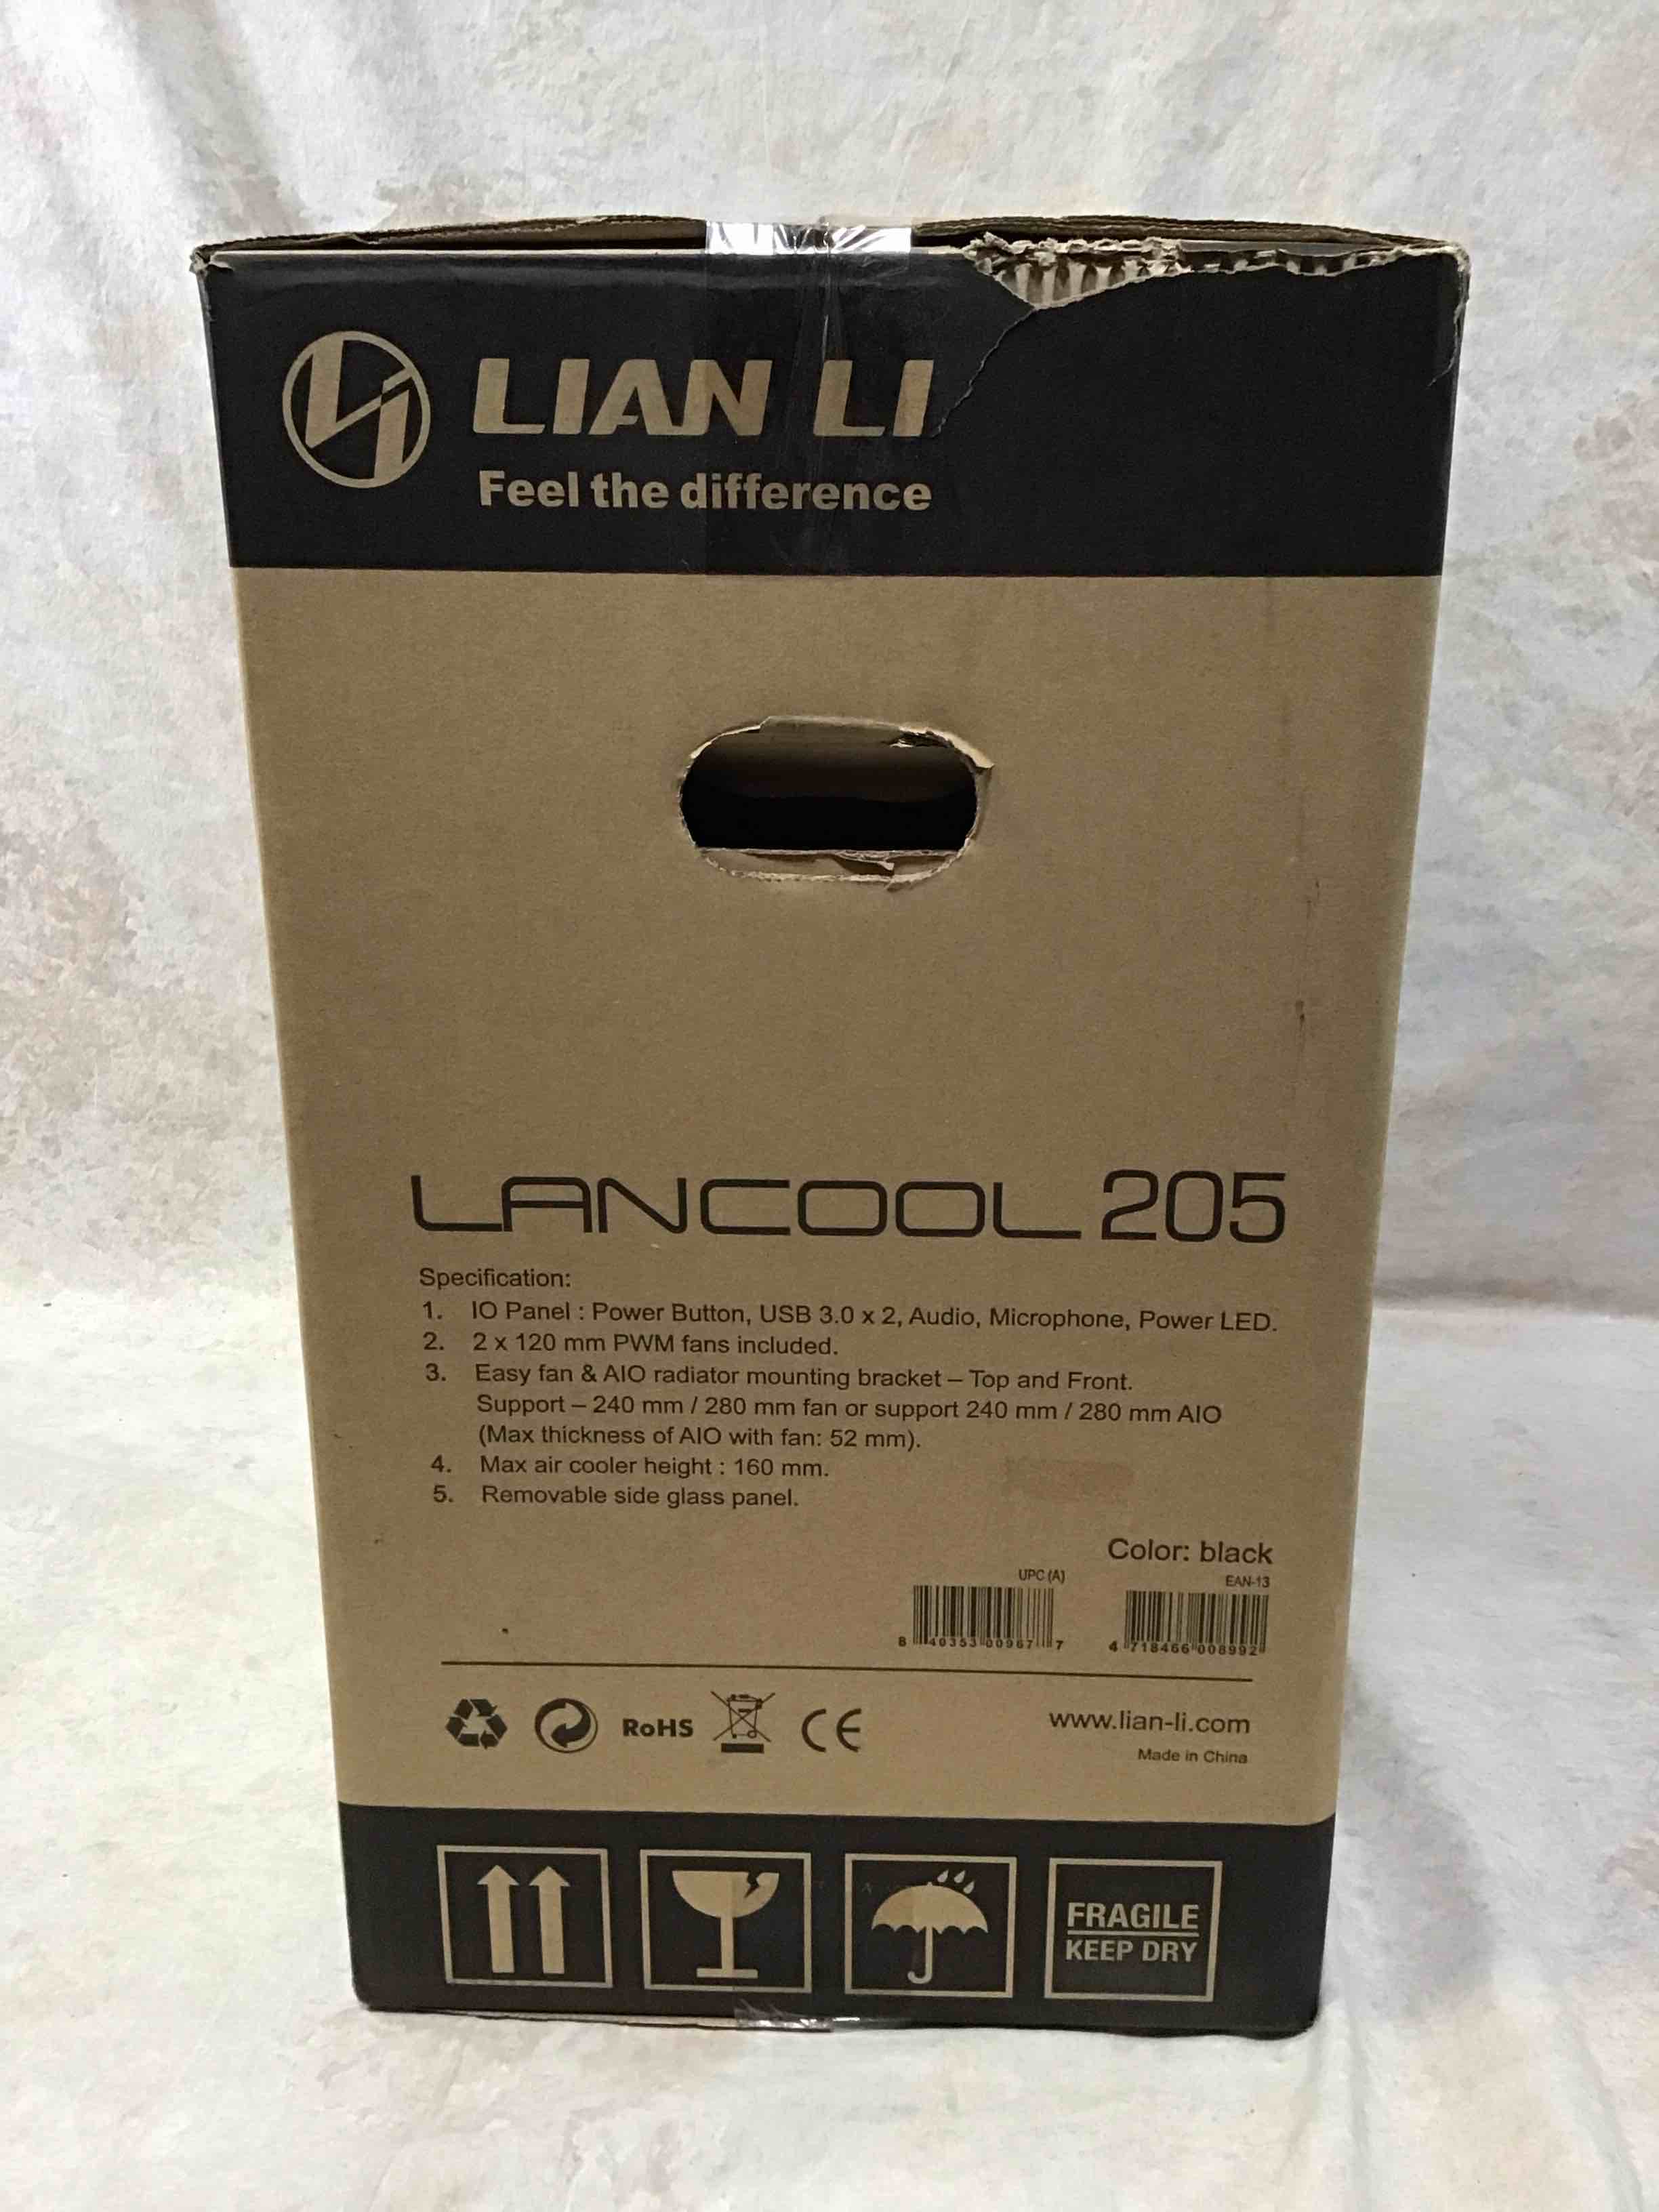 LIAN LI
Feel the difference
LANCOOL 205
Specification:
1. IO Panel : Power Button, USB 3.0 x 2, Audio, Microphone, Power LED.
2. 2 x 120 mm PWM fans included.
3. Easy fan & AIO radiator mounting bracket – Top and Front.
Support – 240 mm / 280 mm fan or support 240 mm / 280 mm AIO
(Max thickness of AIO with fan: 52 mm).
4. Max air cooler height : 160 mm.
5. Removable side glass panel.
Color: black
UPC (A) EAN-13
8 40353 00967 7 4 718466 008992
RoHS CE www.lian-li.com
Made in China
FRAGILE
KEEP DRY